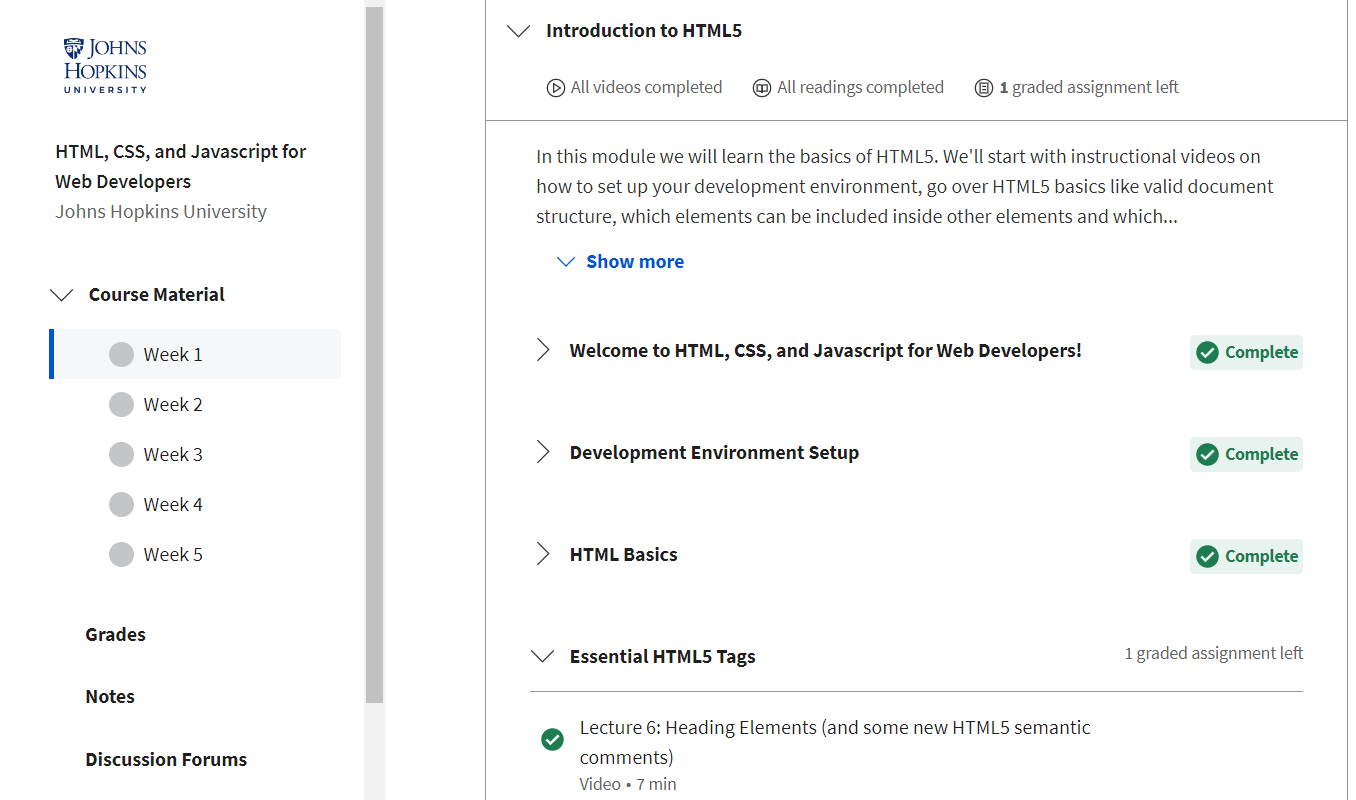 JOHNS
HOPKINS
UNIVERSITY
HTML, CSS, and Javascript for
Web Developers
Johns Hopkins University
Course Material
Week 1
Week 2
Week 3
Week 4
Week 5
Grades
Notes
Discussion Forums
Introduction to HTML5
All videos completed All readings completed 1 graded assignment left
In this module we will learn the basics of HTML5. We'll start with instructional videos on
how to set up your development environment, go over HTML5 basics like valid document
structure, which elements can be included inside other elements and which...
Show more
Welcome to HTML, CSS, and Javascript for Web Developers! Complete
Development Environment Setup Complete
HTML Basics Complete
Essential HTML5 Tags 1 graded assignment left
Lecture 6: Heading Elements (and some new HTML5 semantic
comments)
Video • 7 min